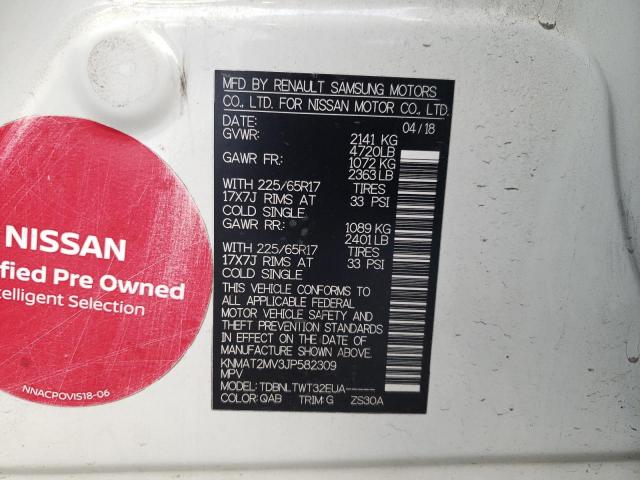 MFD BY RENAULT SAMSUNG MOTORS
CO., LTD. FOR NISSAN MOTOR CO., LTD.
DATE: 04/18
GVWR: 2141 KG
4720LB
GAWR FR: 1072 KG
2363LB
WITH 225/65R17 TIRES
17X7J RIMS AT 33 PSI
COLD SINGLE
GAWR RR: 1089 KG
2401LB
WITH 225/65R17 TIRES
17X7J RIMS AT 33 PSI
COLD SINGLE
THIS VEHICLE CONFORMS TO
ALL APPLICABLE FEDERAL
MOTOR VEHICLE SAFETY AND
THEFT PREVENTION STANDARDS
IN EFFECT ON THE DATE OF
MANUFACTURE SHOWN ABOVE.
KNMAT2MV3JP582309
MPV
MODEL: TDBNLTWT32EUA------
COLOR: QAB TRIM: G ZS30A
NISSAN
fied Pre Owned
telligent Selection
NNACPOVIS18-06